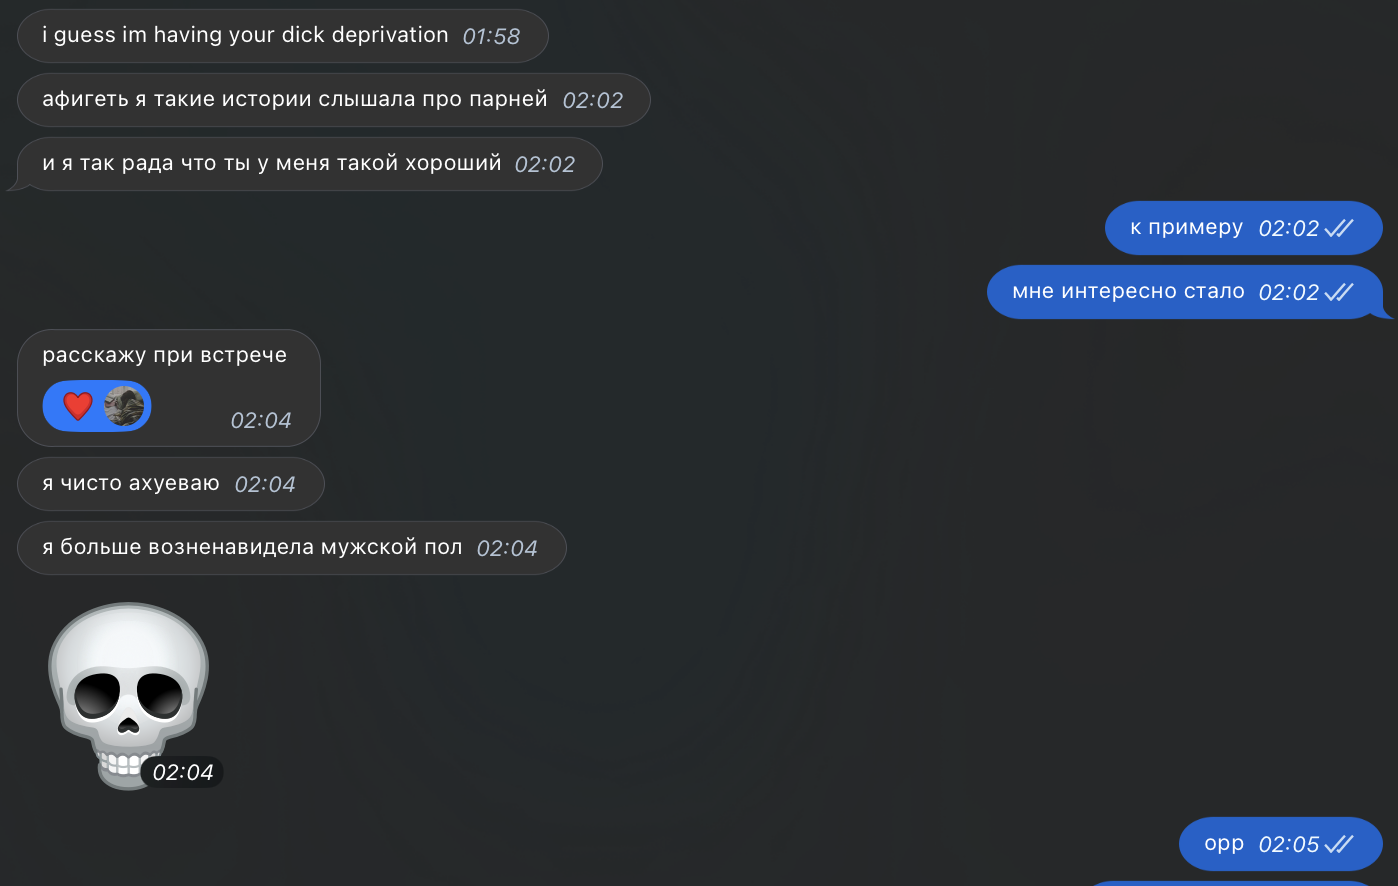 i guess im having your dick deprivation 01:58
афигеть я такие истории слышала про парней 02:02
и я так рада что ты у меня такой хороший 02:02
к примеру 02:02
мне интересно стало 02:02
расскажу при встрече
02:04
я чисто ахуеваю 02:04
я больше возненавидела мужской пол 02:04
02:04
орр 02:05